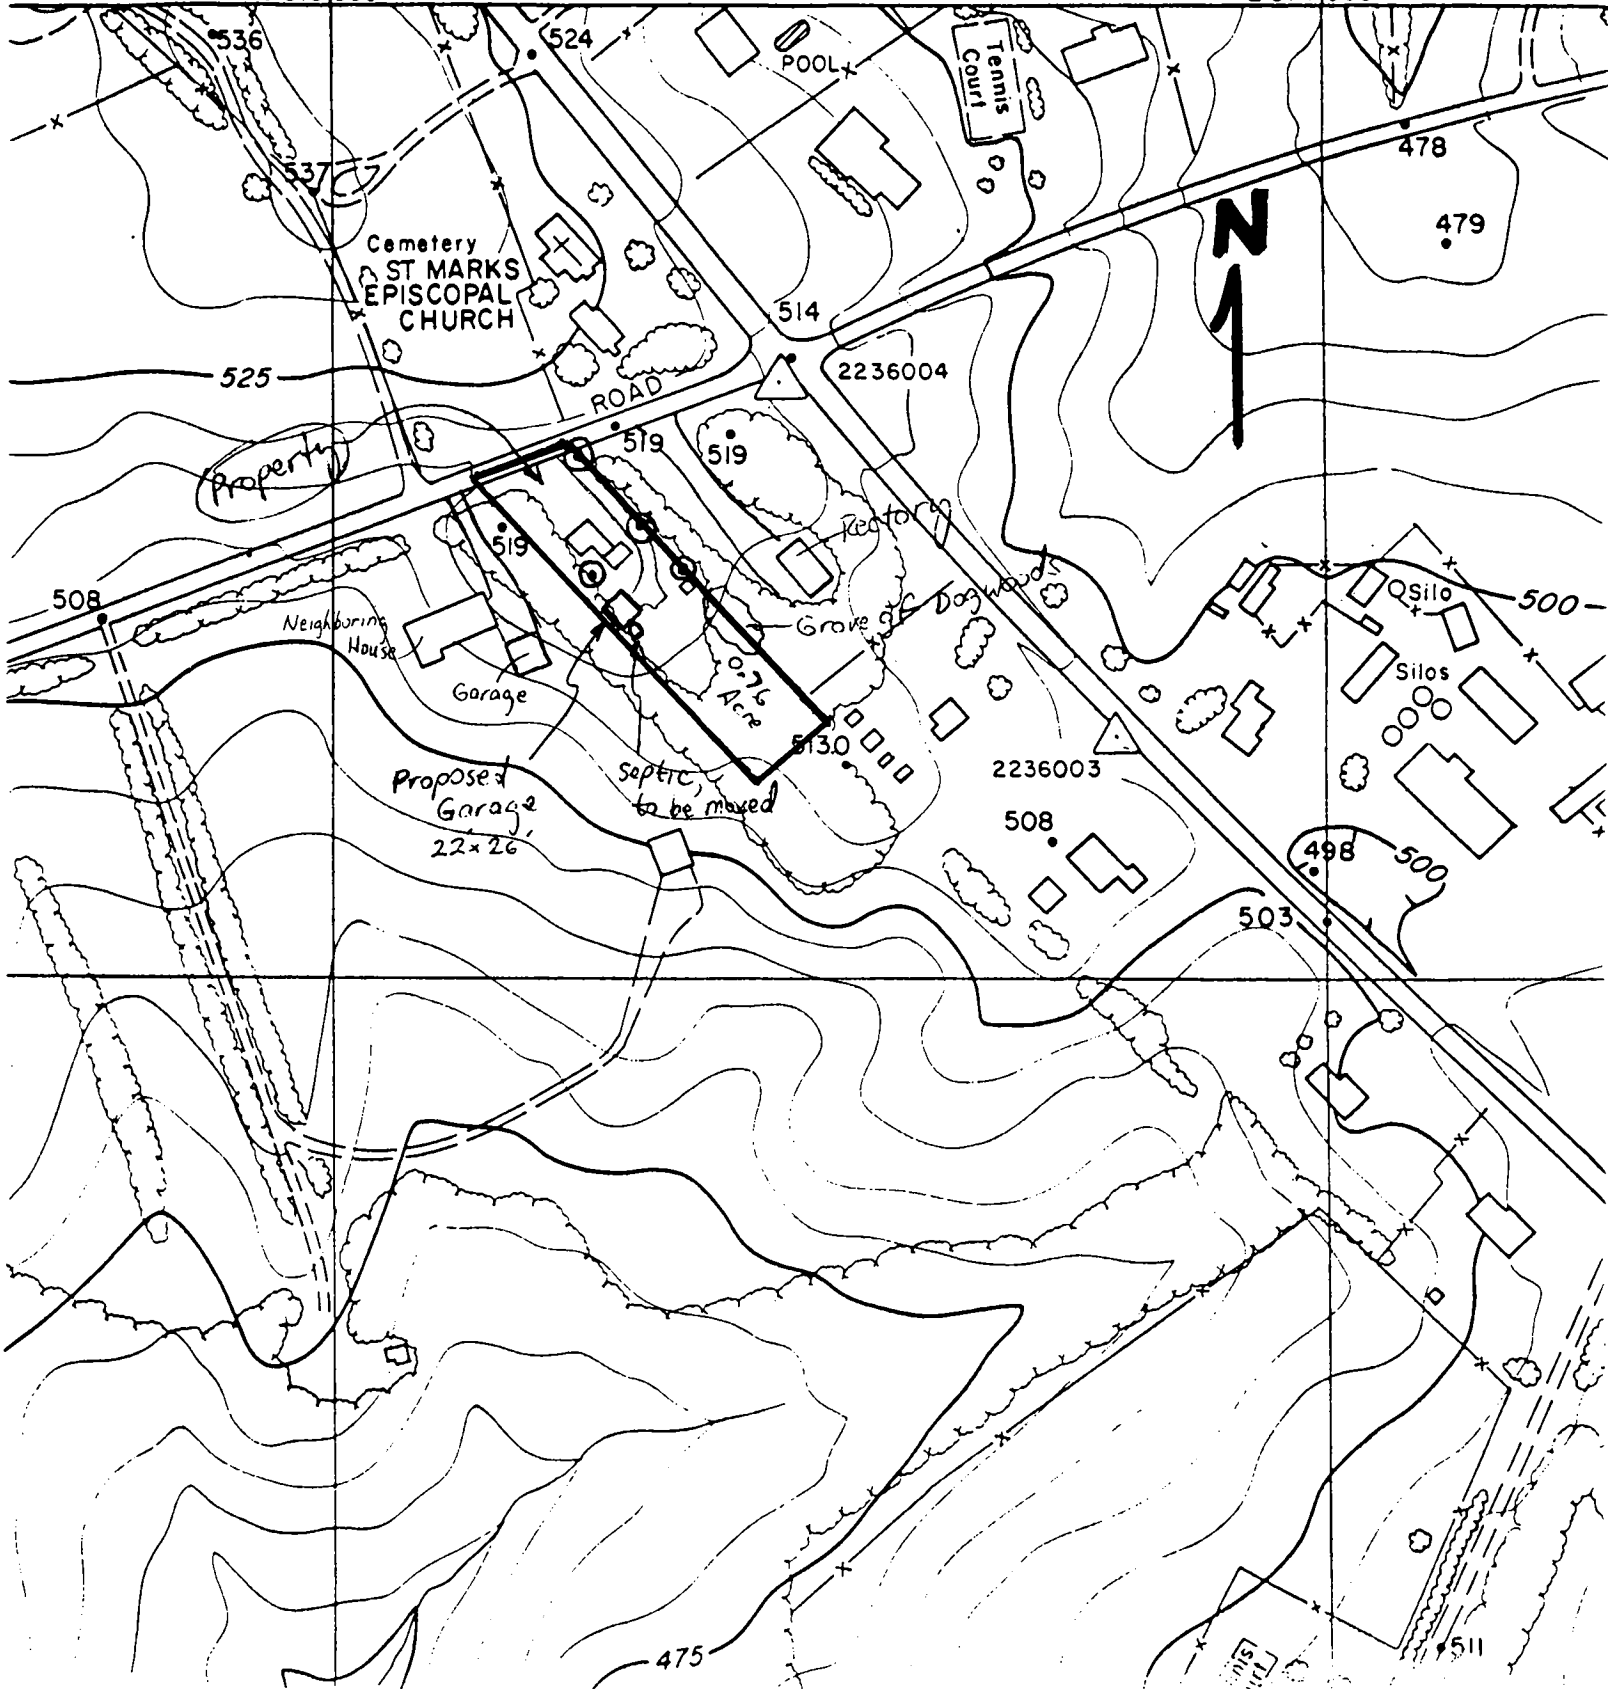 536
524
POOL
Tennis
Court
478
537
N
479
Cemetery
ST MARKS
EPISCOPAL
CHURCH
514
525
2236004
ROAD
519
519
Property
Rectory
519
508
Neighboring
House
Grove of Dogwoods
Silo
500
Garage
0.76
Acre
Silos
513.0
Proposed
Garage
22' x 26'
Septic,
to be moved
2236003
508
498
500
503
475
511